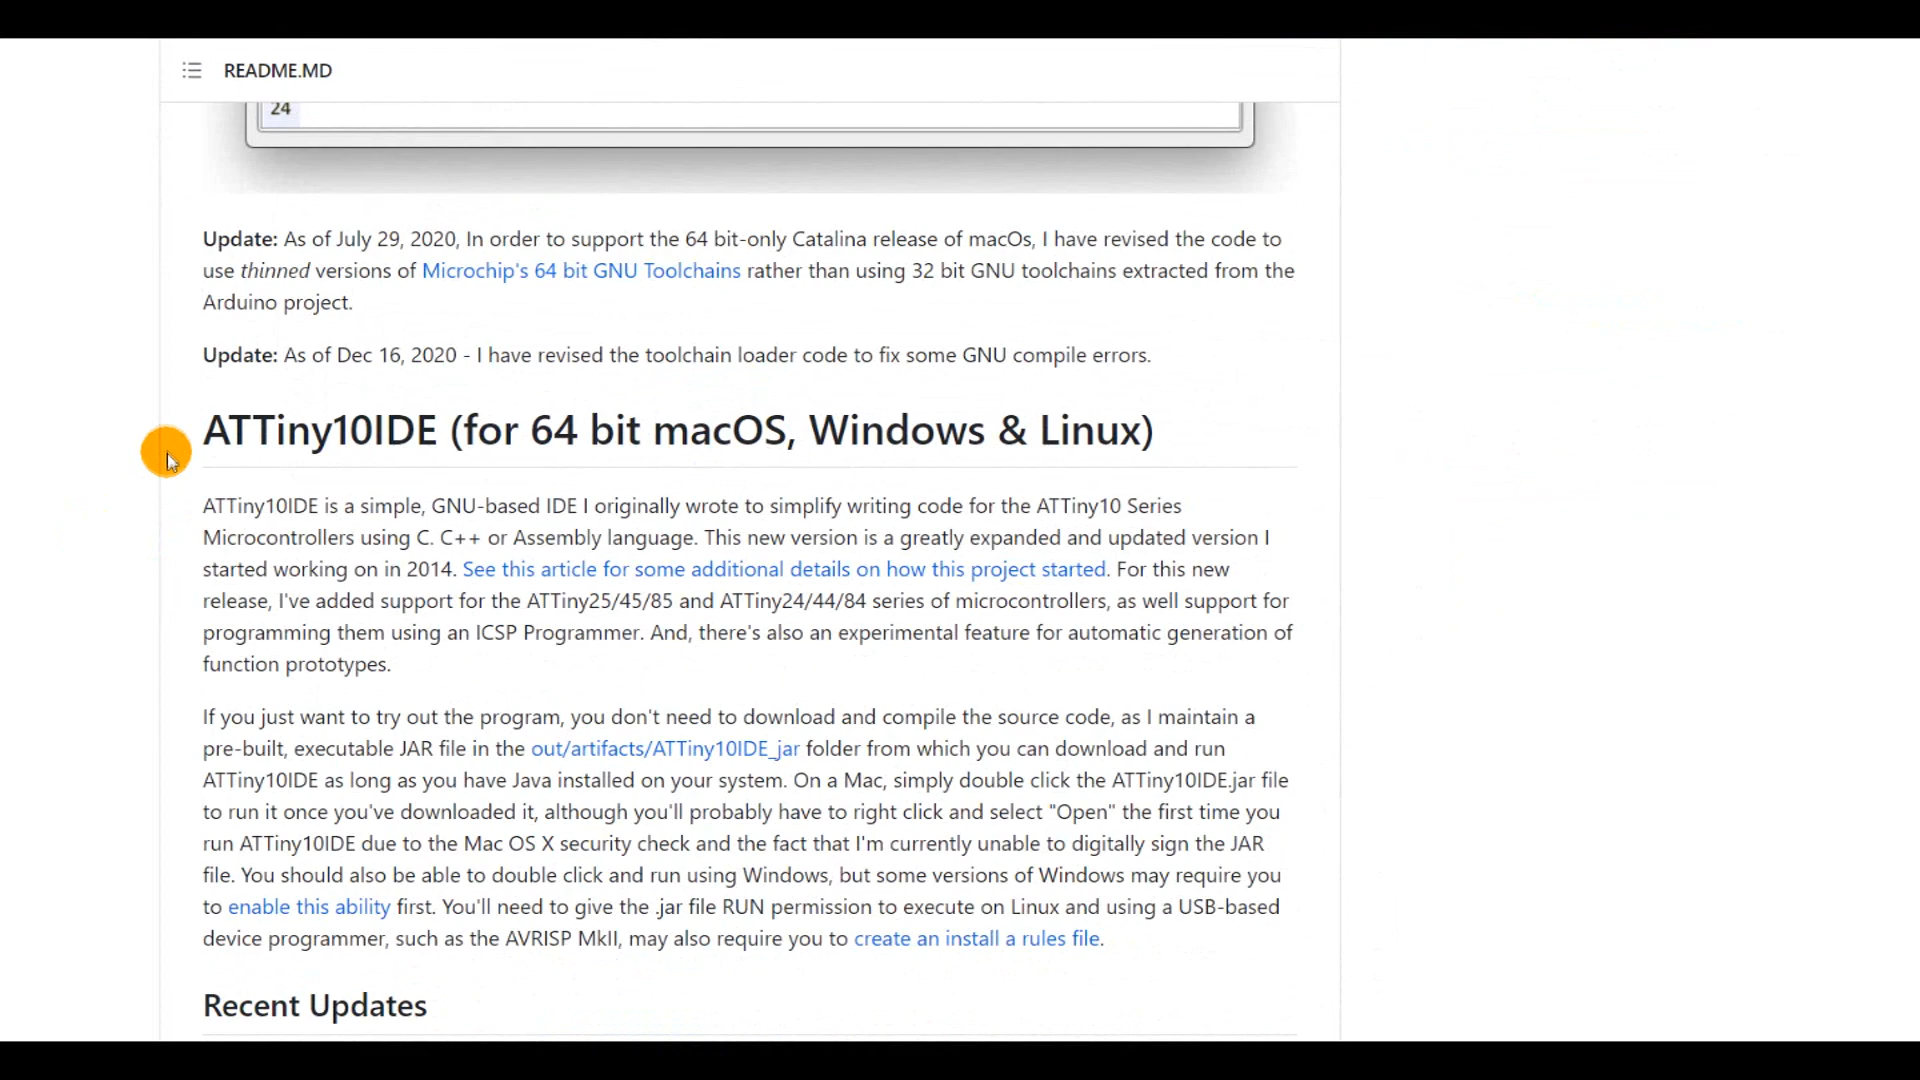 README.MD
24
Update: As of July 29, 2020, In order to support the 64 bit-only Catalina release of macOs, I have revised the code to
use thinned versions of Microchip's 64 bit GNU Toolchains rather than using 32 bit GNU toolchains extracted from the
Arduino project.
Update: As of Dec 16, 2020 - I have revised the toolchain loader code to fix some GNU compile errors.
ATTiny10IDE (for 64 bit macOS, Windows & Linux)
ATTiny10IDE is a simple, GNU-based IDE I originally wrote to simplify writing code for the ATTiny10 Series
Microcontrollers using C. C++ or Assembly language. This new version is a greatly expanded and updated version I
started working on in 2014. See this article for some additional details on how this project started. For this new
release, I've added support for the ATTiny25/45/85 and ATTiny24/44/84 series of microcontrollers, as well support for
programming them using an ICSP Programmer. And, there's also an experimental feature for automatic generation of
function prototypes.
If you just want to try out the program, you don't need to download and compile the source code, as I maintain a
pre-built, executable JAR file in the out/artifacts/ATTiny10IDE_jar folder from which you can download and run
ATTiny10IDE as long as you have Java installed on your system. On a Mac, simply double click the ATTiny10IDE.jar file
to run it once you've downloaded it, although you'll probably have to right click and select "Open" the first time you
run ATTiny10IDE due to the Mac OS X security check and the fact that I'm currently unable to digitally sign the JAR
file. You should also be able to double click and run using Windows, but some versions of Windows may require you
to enable this ability first. You'll need to give the .jar file RUN permission to execute on Linux and using a USB-based
device programmer, such as the AVRISP MkII, may also require you to create an install a rules file.
Recent Updates